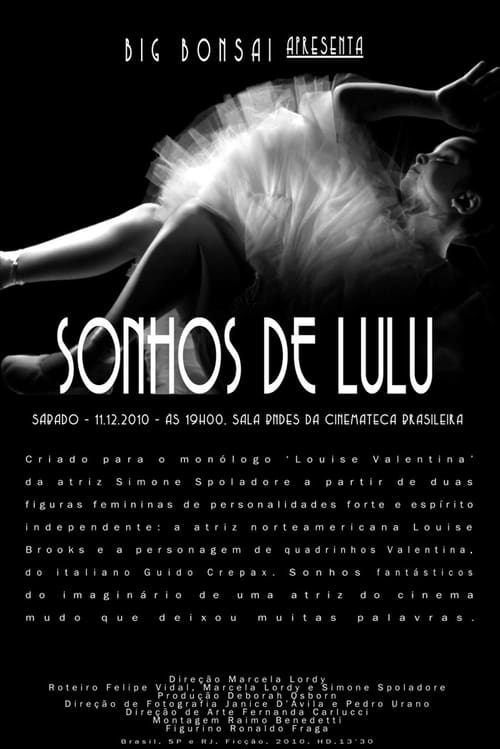 BIG BONSAI APRESENTA
SONHOS DE LULU
SÁBADO - 11.12.2010 - ÀS 19H00, SALA BNDES DA CINEMATECA BRASILEIRA
Criado para o monólogo 'Louise Valentina'
da atriz Simone Spoladore a partir de duas
figuras femininas de personalidades forte e espírito
independente: a atriz norteamericana Louise
Brooks e a personagem de quadrinhos Valentina,
do italiano Guido Crepax. Sonhos fantásticos
do imaginário de uma atriz do cinema
mudo que deixou muitas palavras.
Direção Marcela Lordy
Roteiro Felipe Vidal, Marcela Lordy e Simone Spoladore
Produção Deborah Osborn
Direção de Fotografia Janice D'Avila e Pedro Urano
Direção de Arte Fernanda Carlucci
Montagem Raimo Benedetti
Figurino Ronaldo Fraga
Brasil, SP e RJ, Ficção, 2010, HD,13'30